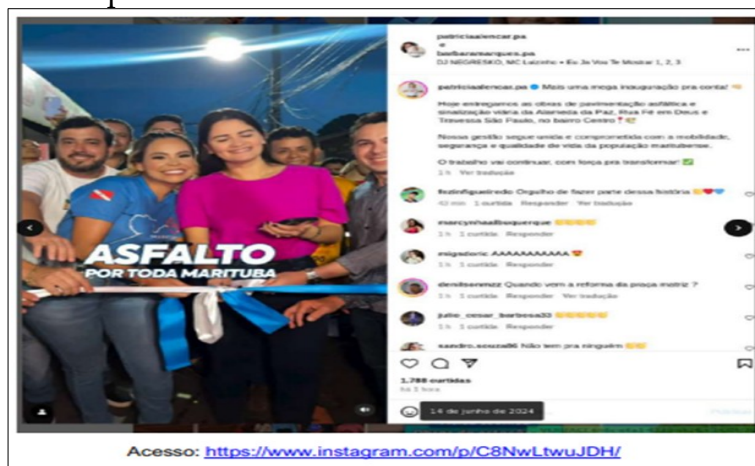 patriciaalencar.pa
e
barbaramarques.pa
DJ NEGRESKO, MC Luizinho • Eu Já Vou Te Mostrar 1, 2, 3
patriciaalencar.pa Mais uma mega inauguração pra conta!
Hoje entregamos as obras de pavimentação asfáltica e
sinalização viária da Alameda da Paz, Rua Fé em Deus e
Travessa São Paulo, no bairro Centro
Nossa gestão segue unida e comprometida com a mobilidade,
segurança e qualidade de vida da população maritubense.
O trabalho vai continuar, com força pra transformar!
1 h Ver tradução
fozinfigueiredo Orgulho de fazer parte dessa história
40 min 1 curtida Responder Ver tradução
marcynhaalbuquerque
1 h 1 curtida Responder
migaderic AAAAAAAAAAA
1 h 1 curtida Responder
denilsonmzz Quando vem a reforma da praça matriz ?
1 h 1 curtida Responder Ver tradução
julio_cesar_barbosa33
1 h 1 curtida Responder
sandro.souza86 Não tem pra ninguém
ASFALTO
POR TODA MARITUBA
1.788 curtidas
há 1 hora
14 de junho de 2024
Publicar
Acesso: https://www.instagram.com/p/C8NwLtwuJDH/